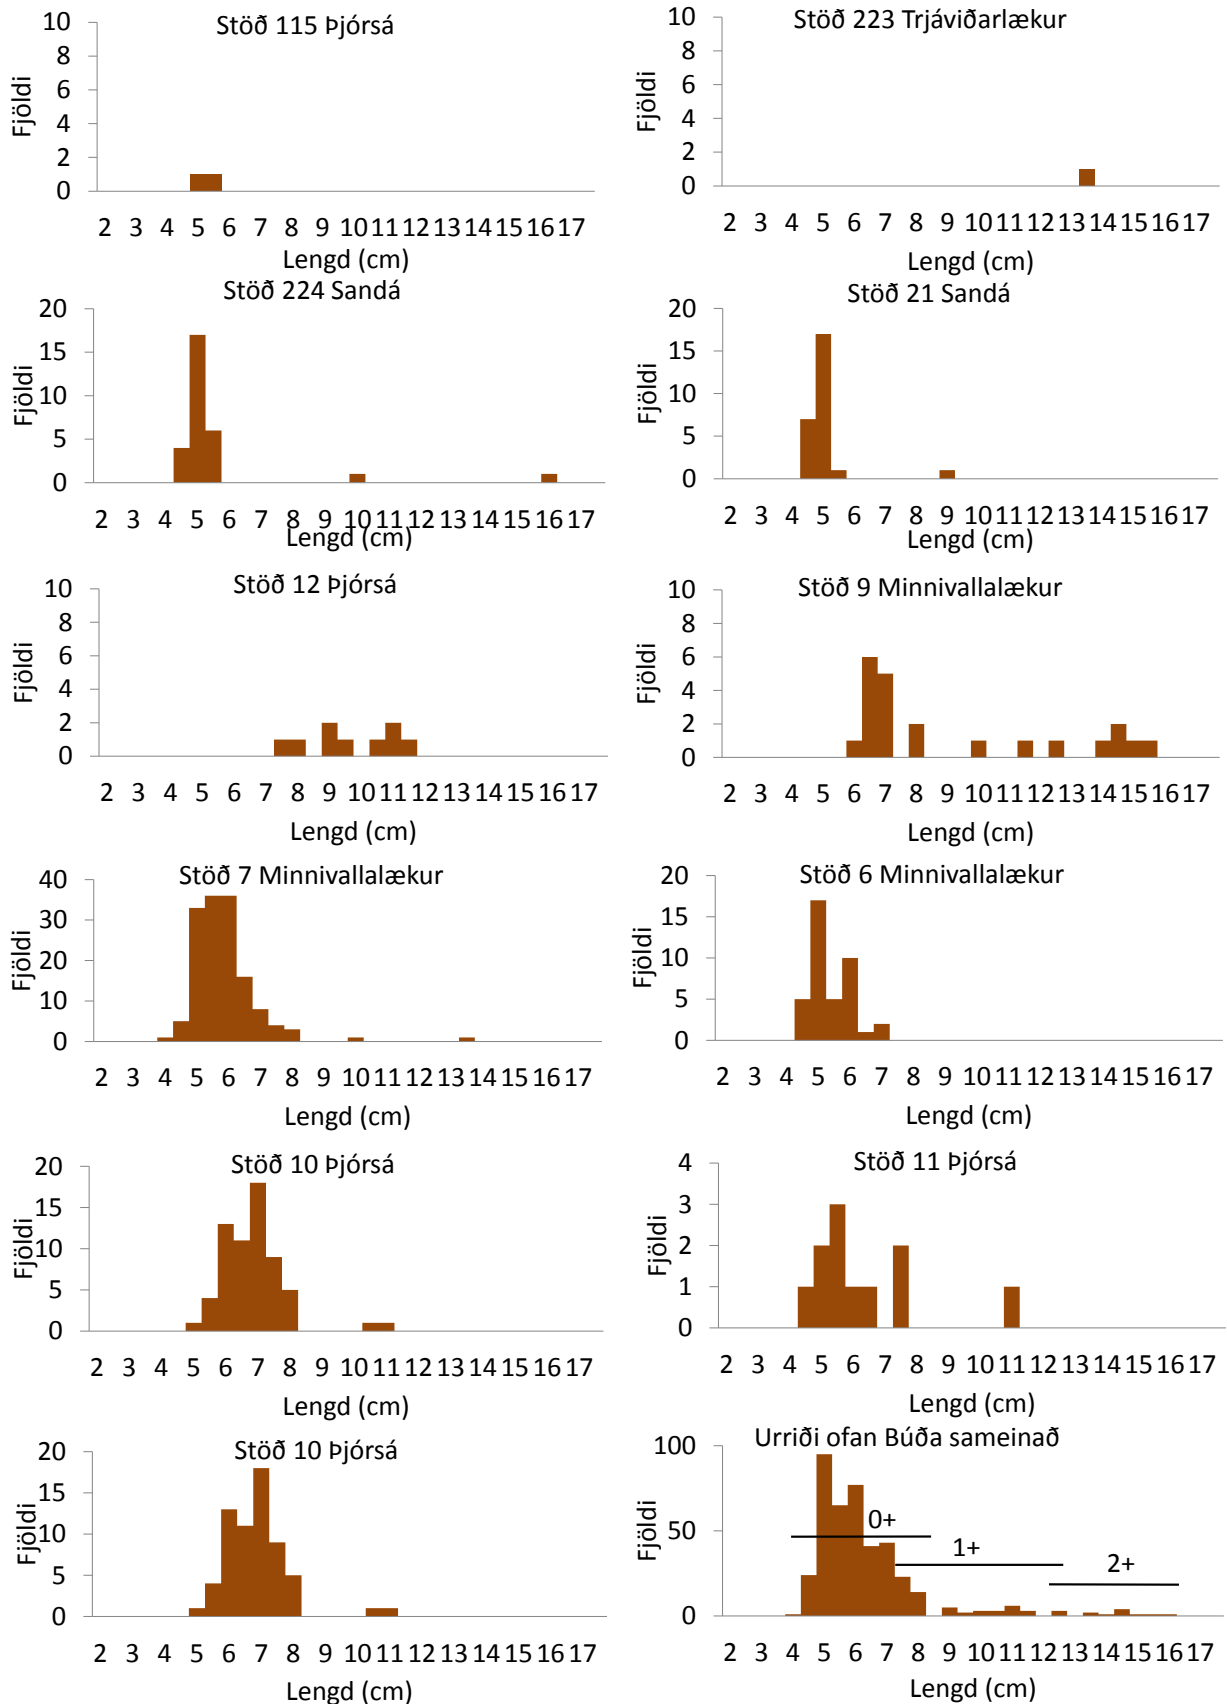 Stöð 115 Þjórsá
Fjöldi
10
8
6
4
2
0
2 3 4 5 6 7 8 9 10 11 12 13 14 15 16 17
Lengd (cm)
Stöð 223 Trjáviðarlækur
Fjöldi
10
8
6
4
2
0
2 3 4 5 6 7 8 9 10 11 12 13 14 15 16 17
Lengd (cm)
Stöð 224 Sandá
Fjöldi
20
15
10
5
0
2 3 4 5 6 7 8 9 10 11 12 13 14 15 16 17
Lengd (cm)
Stöð 21 Sandá
Fjöldi
20
15
10
5
0
2 3 4 5 6 7 8 9 10 11 12 13 14 15 16 17
Lengd (cm)
Stöð 12 Þjórsá
Fjöldi
10
8
6
4
2
0
2 3 4 5 6 7 8 9 10 11 12 13 14 15 16 17
Lengd (cm)
Stöð 9 Minnivallalækur
Fjöldi
10
8
6
4
2
0
2 3 4 5 6 7 8 9 10 11 12 13 14 15 16 17
Lengd (cm)
Stöð 7 Minnivallalækur
Fjöldi
40
30
20
10
0
2 3 4 5 6 7 8 9 10 11 12 13 14 15 16 17
Lengd (cm)
Stöð 6 Minnivallalækur
Fjöldi
20
15
10
5
0
2 3 4 5 6 7 8 9 10 11 12 13 14 15 16 17
Lengd (cm)
Stöð 10 Þjórsá
Fjöldi
20
15
10
5
0
2 3 4 5 6 7 8 9 10 11 12 13 14 15 16 17
Lengd (cm)
Stöð 11 Þjórsá
Fjöldi
4
3
2
1
0
2 3 4 5 6 7 8 9 10 11 12 13 14 15 16 17
Lengd (cm)
Stöð 10 Þjórsá
Fjöldi
20
15
10
5
0
2 3 4 5 6 7 8 9 10 11 12 13 14 15 16 17
Lengd (cm)
Urriði ofan Búða sameinað
Fjöldi
100
50
0
0+
1+
2+
2 3 4 5 6 7 8 9 10 11 12 13 14 15 16 17
Lengd (cm)